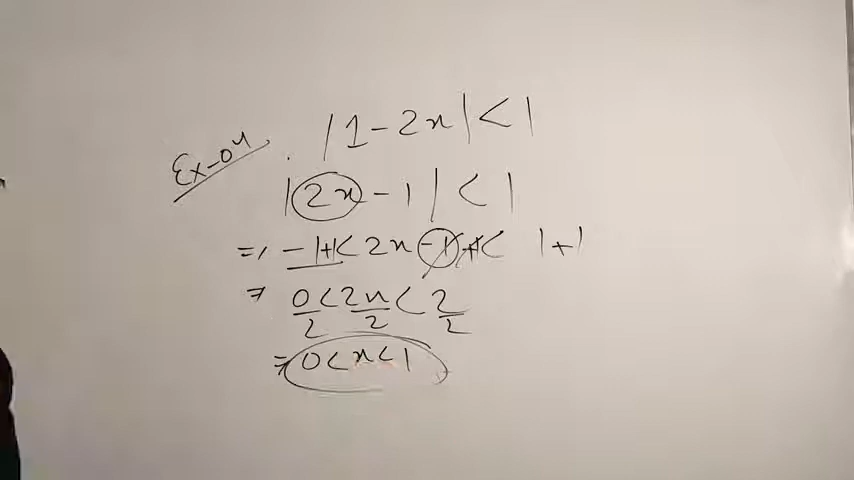 Ex-04
|1-2x|<1
|2x-1|<1
=> -1+1<2x-1+1< 1+1
=> 0/2<2x/2<2/2
=> 0<x<1